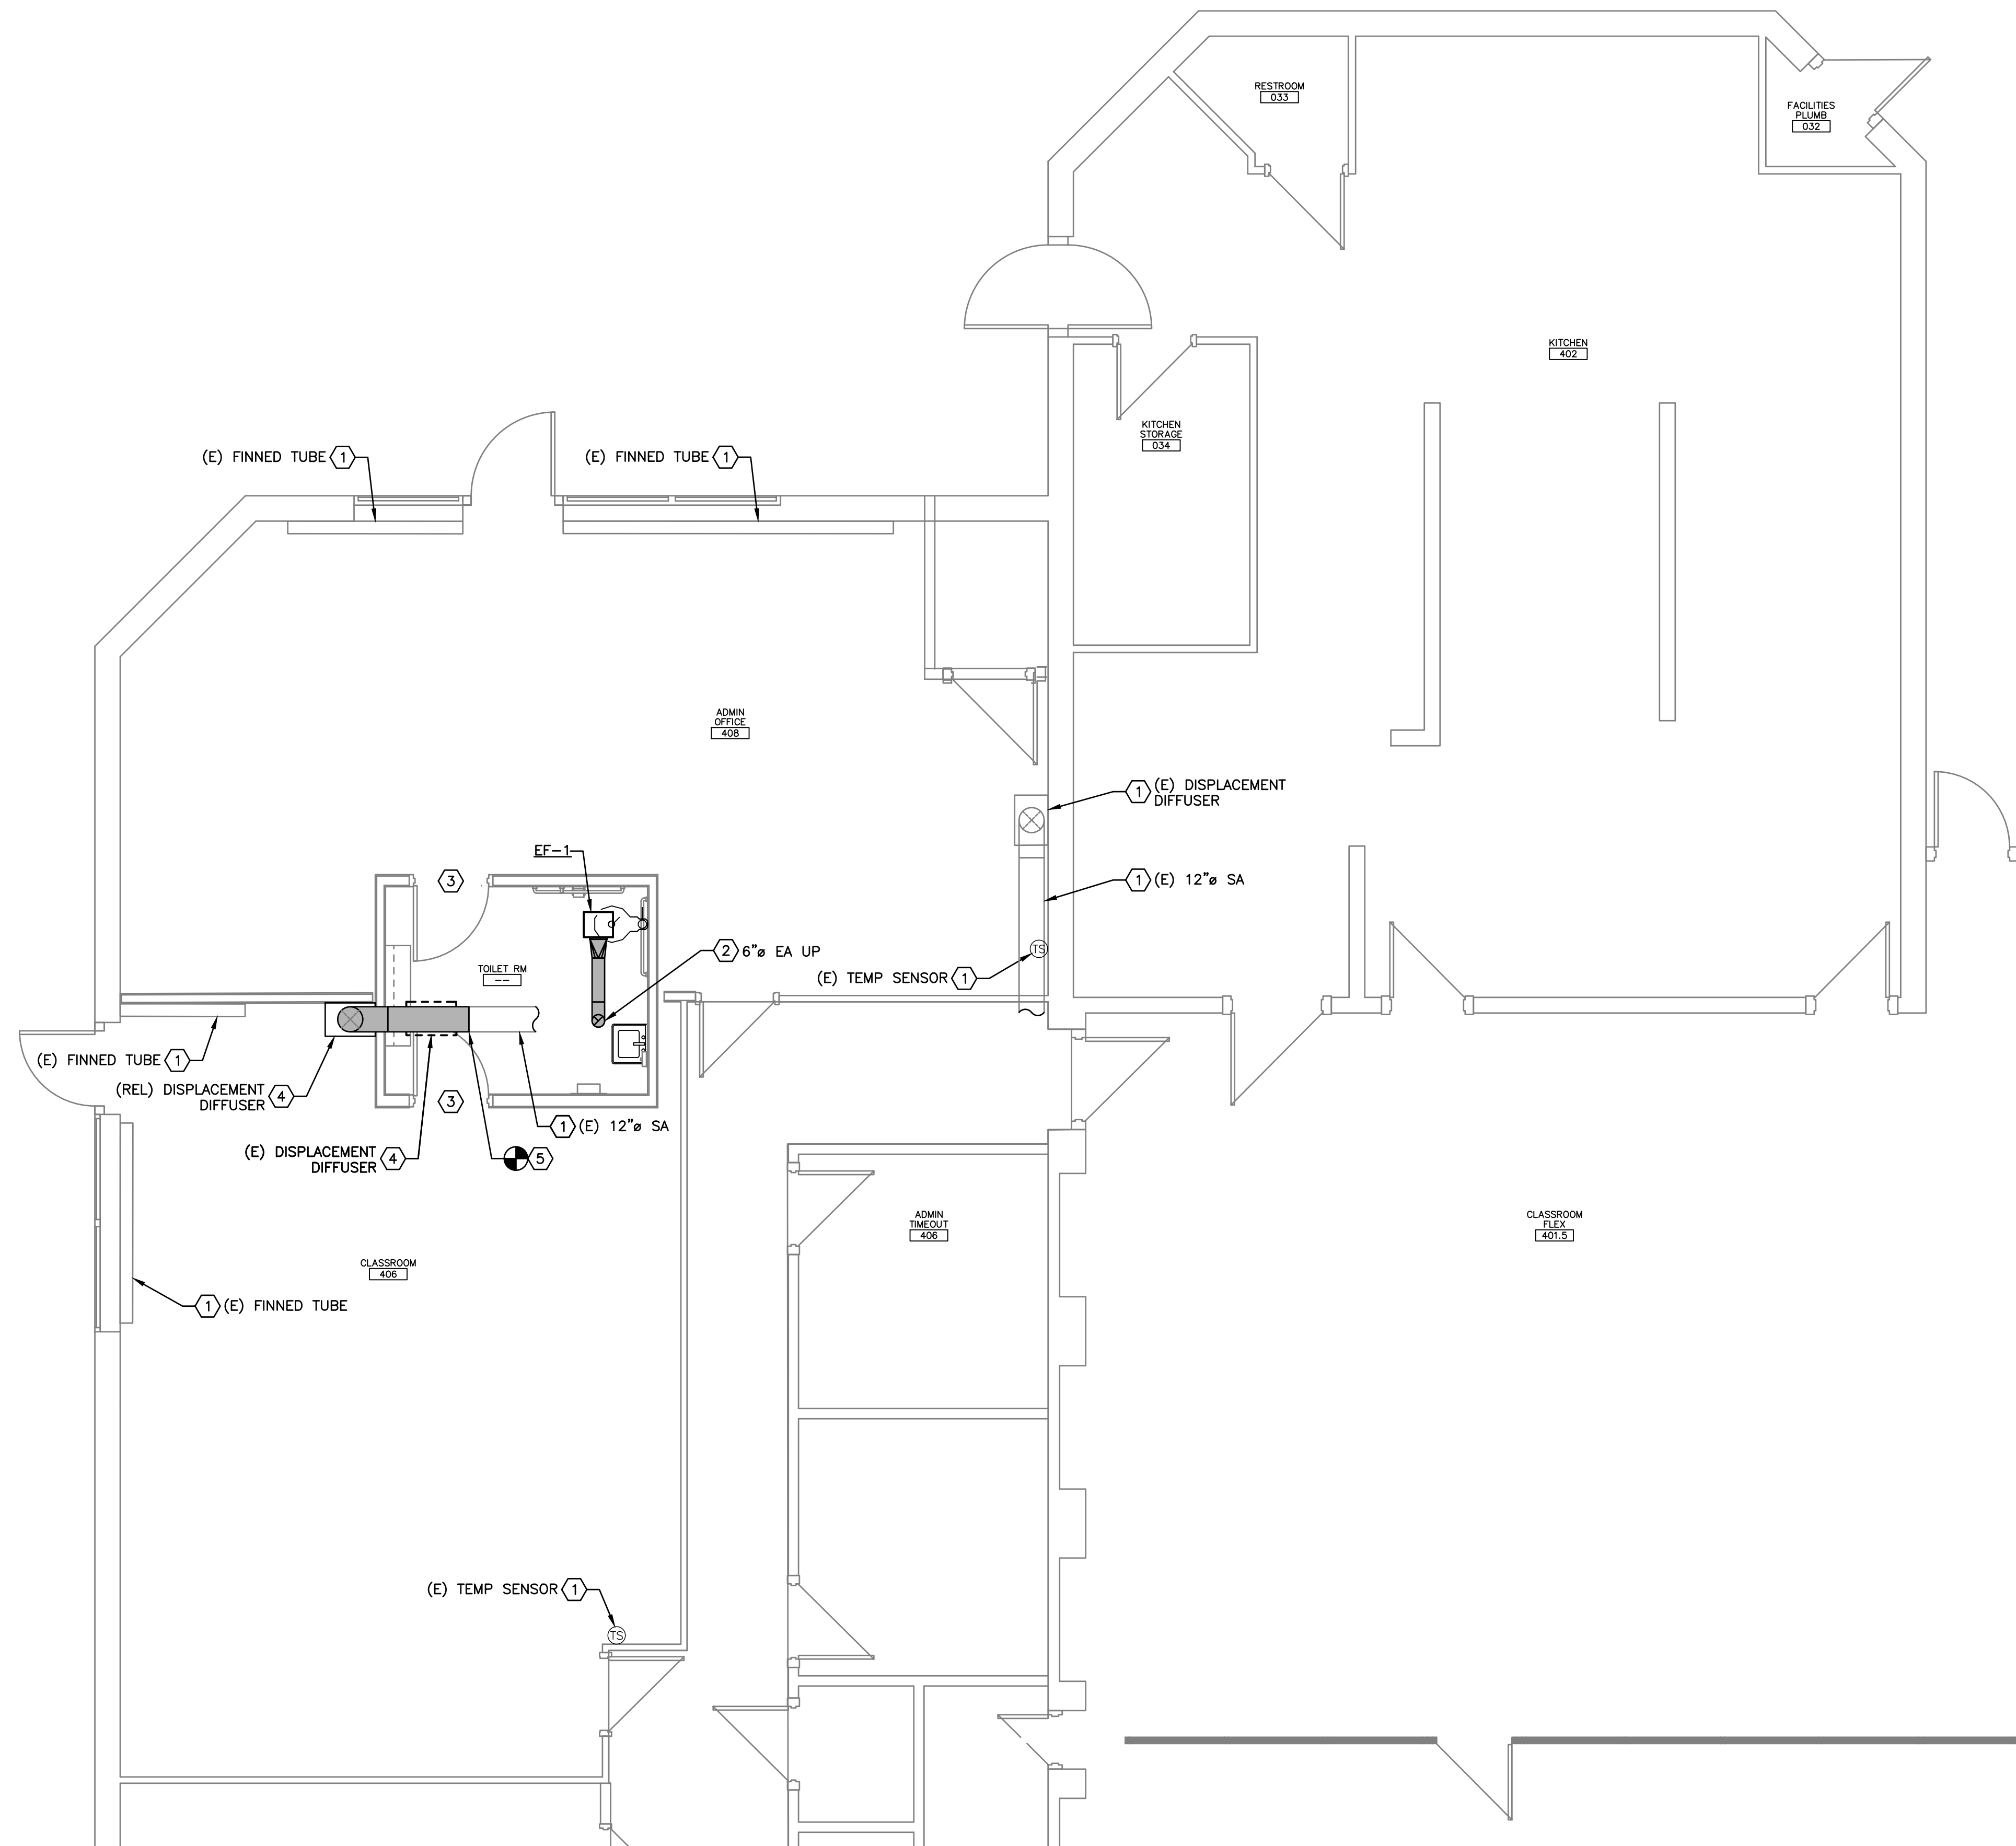 RESTROOM
033
FACILITIES
PLUMB
032
KITCHEN
402
KITCHEN
STORAGE
034
(E) FINNED TUBE 1
(E) FINNED TUBE 1
ADMIN
OFFICE
408
1 (E) DISPLACEMENT
DIFFUSER
EF-1
3
1 (E) 12"ø SA
2 6"ø EA UP
TS
(E) TEMP SENSOR 1
TOILET RM
--
(E) FINNED TUBE 1
(REL) DISPLACEMENT
DIFFUSER 4
3
1 (E) 12"ø SA
(E) DISPLACEMENT
DIFFUSER 4
5
ADMIN
TIMEOUT
406
CLASSROOM
FLEX
401.5
CLASSROOM
406
1 (E) FINNED TUBE
(E) TEMP SENSOR 1
TS